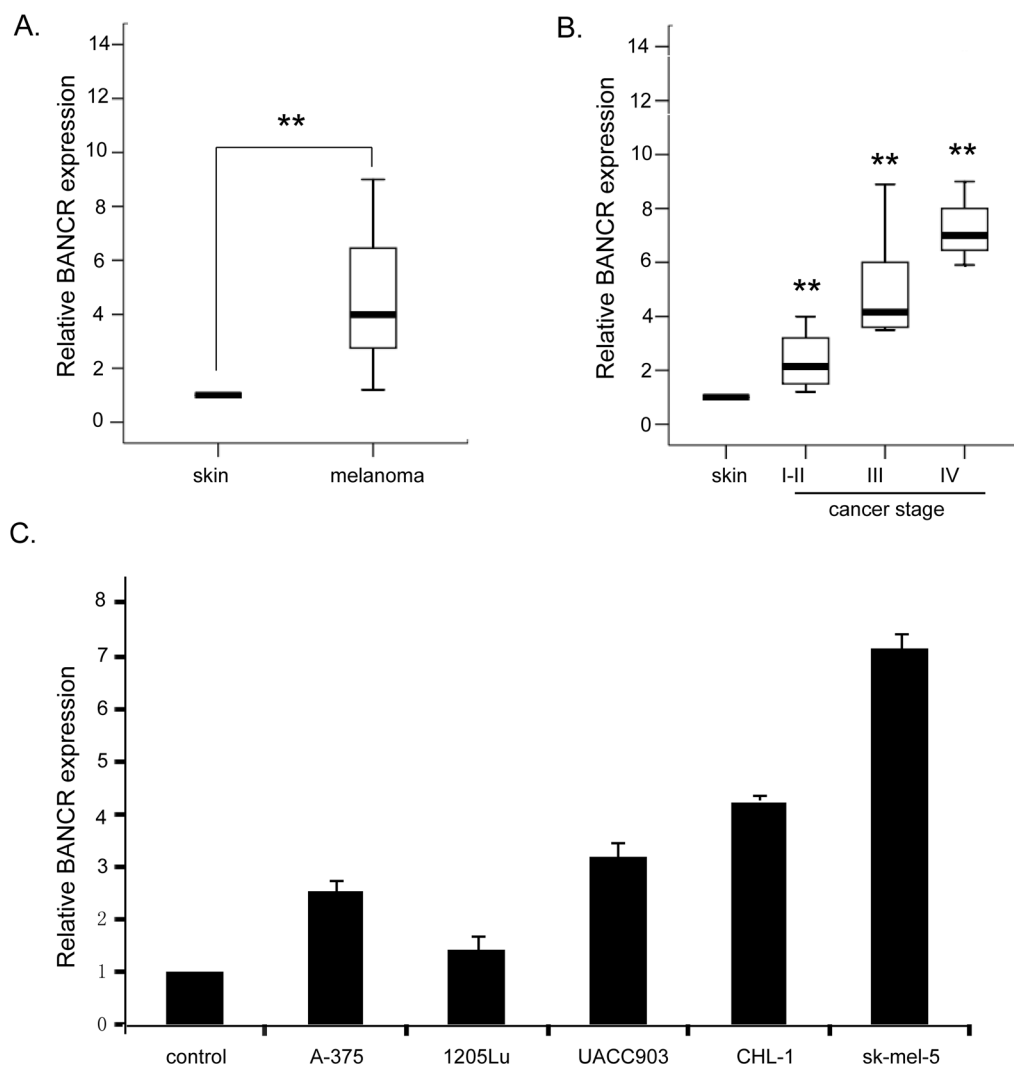 A.
Relative BANCR expression
14
12
10
8
6
4
2
0
**
skin
melanoma
B.
Relative BANCR expression
14
12
10
8
6
4
2
0
**
**
**
skin
I-II
III
IV
cancer stage
C.
Relative BANCR expression
8
7
6
5
4
3
2
1
0
control
A-375
1205Lu
UACC903
CHL-1
sk-mel-5